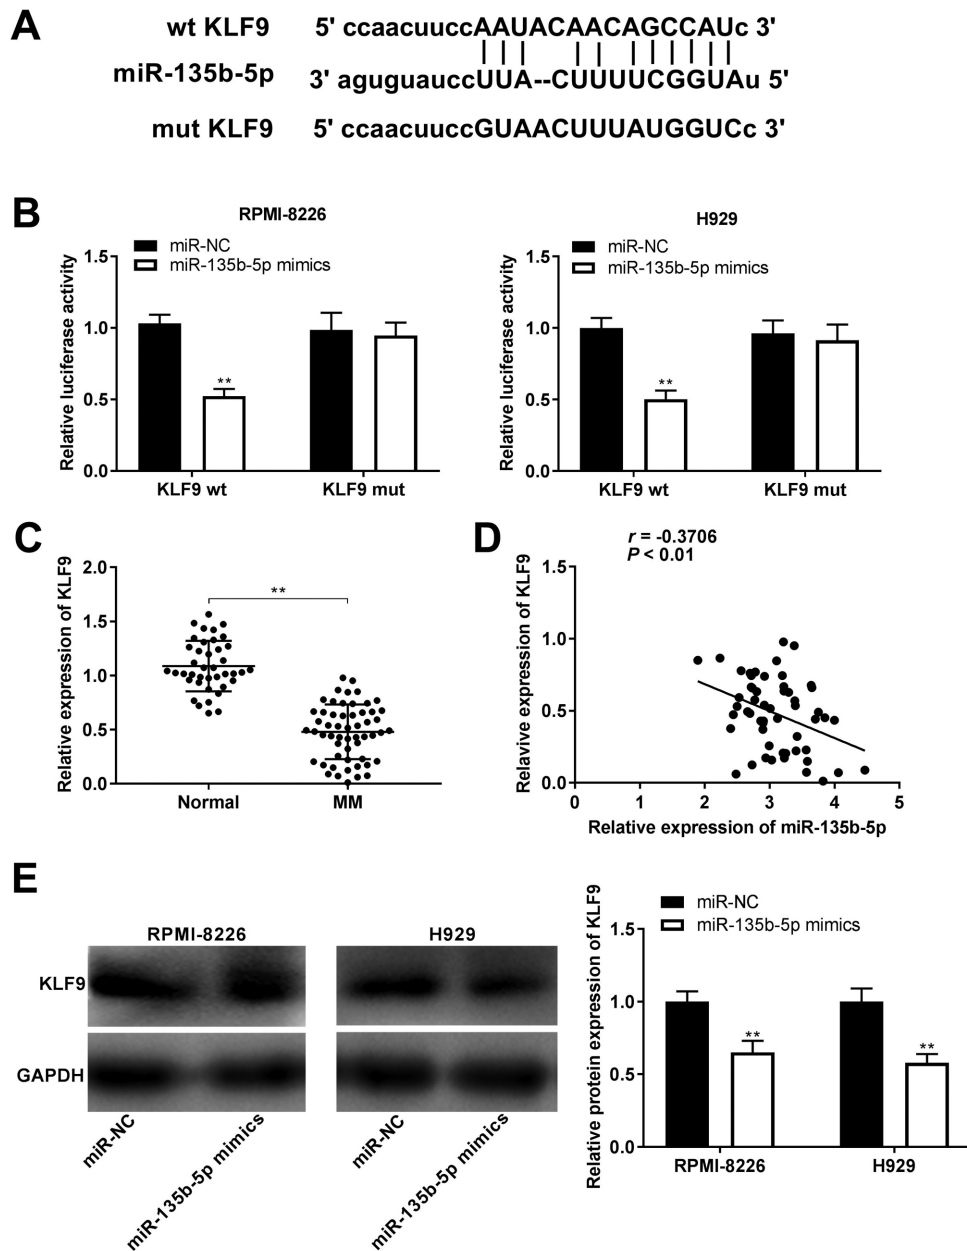 A
wt KLF9 5' ccaacuuccAAUACAACAGCCAUc 3'
miR-135b-5p 3' aguguauccUUA--CUUUUCGGUAu 5'
mut KLF9 5' ccaacuuccGUAACUUUAUGGUCc 3'
B
RPMI-8226
miR-NC
miR-135b-5p mimics
Relative luciferase activity
1.5
1.0
0.5
0.0
**
KLF9 wt KLF9 mut
H929
miR-NC
miR-135b-5p mimics
Relative luciferase activity
1.5
1.0
0.5
0.0
**
KLF9 wt KLF9 mut
C
Relative expression of KLF9
2.0
1.5
1.0
0.5
0.0
**
Normal MM
D
r = -0.3706
P < 0.01
Relavive expression of KLF9
1.5
1.0
0.5
0.0
0 1 2 3 4 5
Relative expression of miR-135b-5p
E
RPMI-8226 H929
KLF9
GAPDH
miR-NC
miR-135b-5p mimics
miR-NC
miR-135b-5p mimics
miR-NC
miR-135b-5p mimics
Relative protein expression of KLF9
1.5
1.0
0.5
0.0
**
**
RPMI-8226 H929